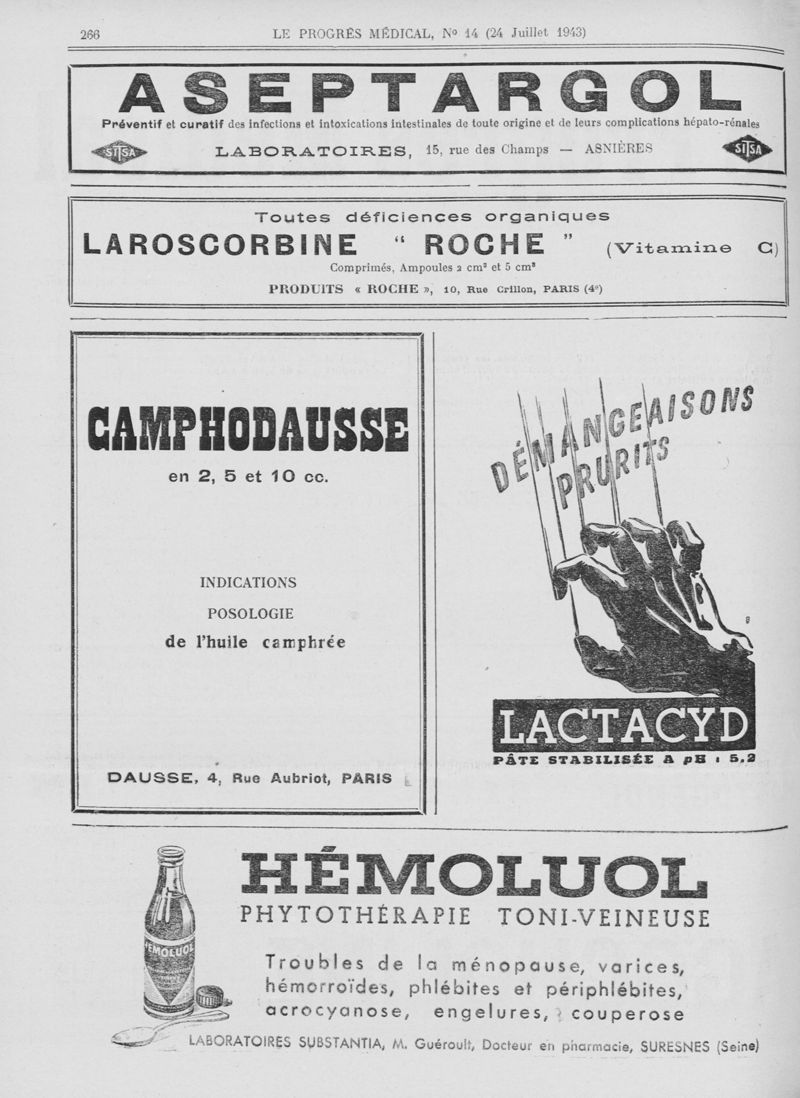 266
LE PROGRÈS MÉDICAL, Nº 14 (24 Juillet 1943)
ASEPTARGOL
Préventif et curatif des infections et intoxications intestinales de toute origine et de leurs complications hépato-rénales
SITSA
LABORATOIRES, 15, rue des Champs — ASNIÈRES
SITSA
Toutes déficiences organiques
LAROSCORBINE “ ROCHE ” (Vitamine C)
Comprimés, Ampoules 2 cm³ et 5 cm³
PRODUITS « ROCHE », 10, Rue Crillon, PARIS (4º)
CAMPHODAUSSE
en 2, 5 et 10 cc.
INDICATIONS
POSOLOGIE
de l'huile camphrée
DAUSSE, 4, Rue Aubriot, PARIS
DÉMANGEAISONS
PRURITS
LACTACYD
PÂTE STABILISÉE A pH : 5,2
HÉMOLUOL
PHYTOTHÉRAPIE TONI-VEINEUSE
HÉMOLUOL
Troubles de la ménopause, varices,
hémorroïdes, phlébites et périphlébites,
acrocyanose, engelures, couperose
LABORATOIRES SUBSTANTIA, M. Guéroult, Docteur en pharmacie, SURESNES (Seine)